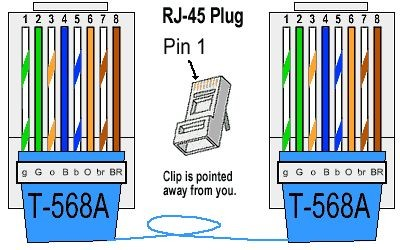 RJ-45 Plug
Pin 1
1 2 3 4 5 6 7 8
g G o B b O br BR
T-568A
Clip is pointed
away from you.
1 2 3 4 5 6 7 8
g G o B b O br BR
T-568A